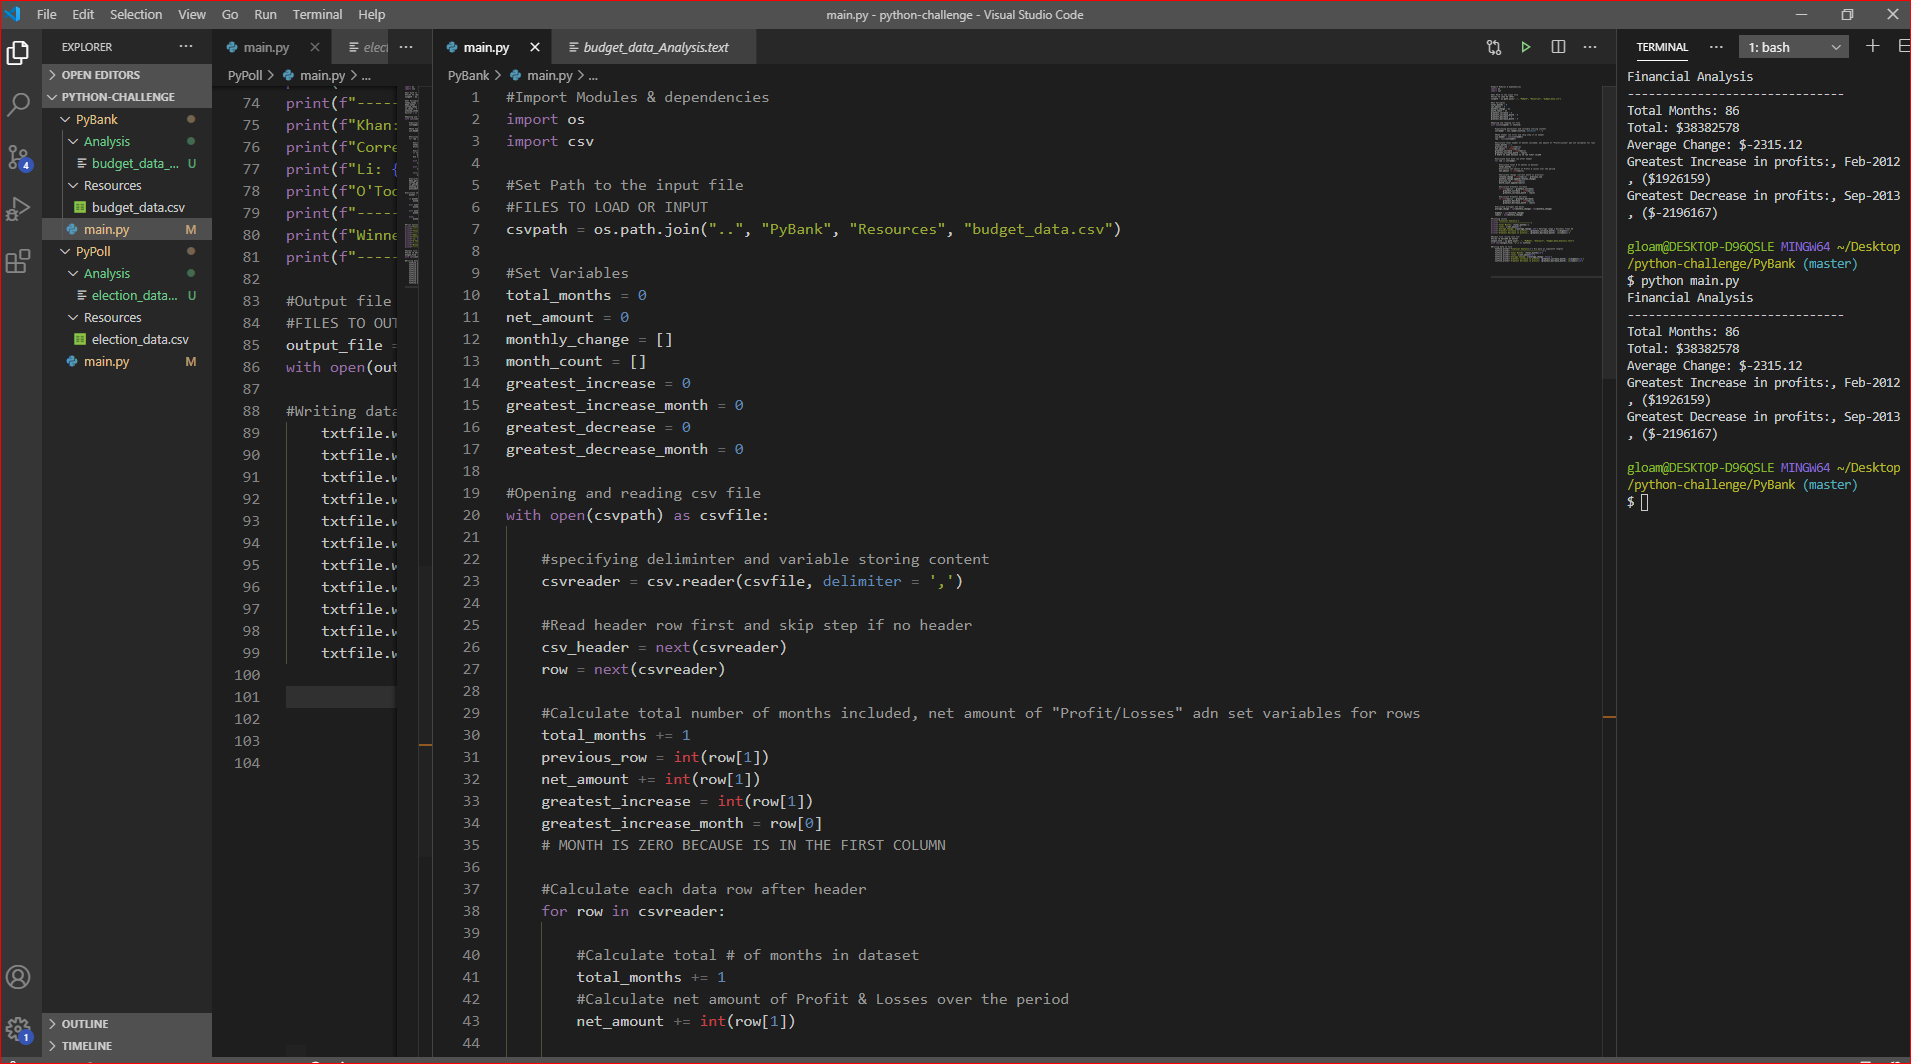 File Edit Selection View Go Run Terminal Help
main.py - python-challenge - Visual Studio Code
EXPLORER
OPEN EDITORS
PYTHON-CHALLENGE
PyBank
Analysis
budget_data_... U
Resources
budget_data.csv
main.py M
PyPoll
Analysis
election_data... U
Resources
election_data.csv
main.py M
OUTLINE
TIMELINE
4
1
main.py elect
PyPoll > main.py > ...
74 print(f"-----
75 print(f"Khan:
76 print(f"Corre
77 print(f"Li: {
78 print(f"O'Too
79 print(f"-----
80 print(f"Winne
81 print(f"-----
82
83 #Output file
84 #FILES TO OUT
85 output_file =
86 with open(out
87
88 #Writing data
89 txtfile.w
90 txtfile.w
91 txtfile.w
92 txtfile.w
93 txtfile.w
94 txtfile.w
95 txtfile.w
96 txtfile.w
97 txtfile.w
98 txtfile.w
99 txtfile.w
100
101
102
103
104
main.py budget_data_Analysis.text
PyBank > main.py > ...
1 #Import Modules & dependencies
2 import os
3 import csv
4
5 #Set Path to the input file
6 #FILES TO LOAD OR INPUT
7 csvpath = os.path.join("..", "PyBank", "Resources", "budget_data.csv")
8
9 #Set Variables
10 total_months = 0
11 net_amount = 0
12 monthly_change = []
13 month_count = []
14 greatest_increase = 0
15 greatest_increase_month = 0
16 greatest_decrease = 0
17 greatest_decrease_month = 0
18
19 #Opening and reading csv file
20 with open(csvpath) as csvfile:
21
22 #specifying deliminter and variable storing content
23 csvreader = csv.reader(csvfile, delimiter = ',')
24
25 #Read header row first and skip step if no header
26 csv_header = next(csvreader)
27 row = next(csvreader)
28
29 #Calculate total number of months included, net amount of "Profit/Losses" adn set variables for rows
30 total_months += 1
31 previous_row = int(row[1])
32 net_amount += int(row[1])
33 greatest_increase = int(row[1])
34 greatest_increase_month = row[0]
35 # MONTH IS ZERO BECAUSE IS IN THE FIRST COLUMN
36
37 #Calculate each data row after header
38 for row in csvreader:
39
40 #Calculate total # of months in dataset
41 total_months += 1
42 #Calculate net amount of Profit & Losses over the period
43 net_amount += int(row[1])
44
TERMINAL ... 1: bash
Financial Analysis
-------------------------------
Total Months: 86
Total: $38382578
Average Change: $-2315.12
Greatest Increase in profits:, Feb-2012
, ($1926159)
Greatest Decrease in profits:, Sep-2013
, ($-2196167)
gloam@DESKTOP-D96QSLE MINGW64 ~/Desktop
/python-challenge/PyBank (master)
$ python main.py
Financial Analysis
-------------------------------
Total Months: 86
Total: $38382578
Average Change: $-2315.12
Greatest Increase in profits:, Feb-2012
, ($1926159)
Greatest Decrease in profits:, Sep-2013
, ($-2196167)
gloam@DESKTOP-D96QSLE MINGW64 ~/Desktop
/python-challenge/PyBank (master)
$